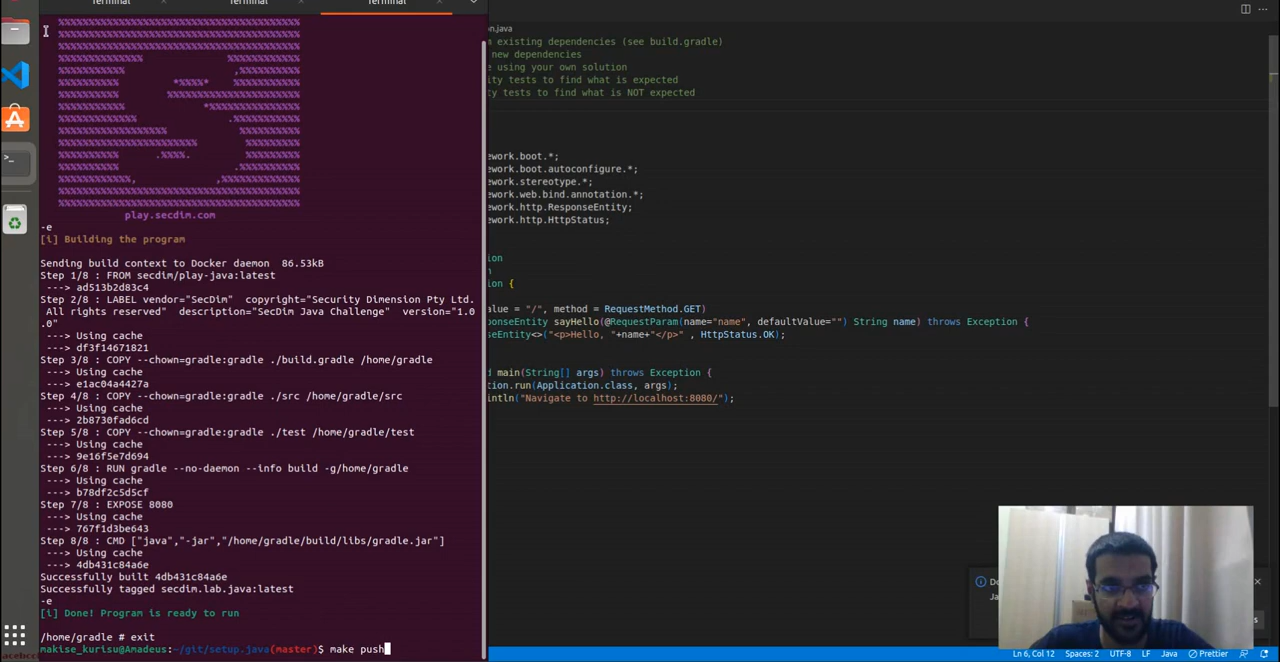 Terminal
Terminal
Terminal
play.secdim.com
-e
[i] Building the program
Sending build context to Docker daemon  86.53kB
Step 1/8 : FROM secdim/play-java:latest
---> ad513b2d83c4
Step 2/8 : LABEL vendor="SecDim"  copyright="Security Dimension Pty Ltd.
All rights reserved"  description="SecDim Java Challenge"  version="1.0
.0"
---> Using cache
---> df3f14671821
Step 3/8 : COPY --chown=gradle:gradle ./build.gradle /home/gradle
---> Using cache
---> e1ac04a4427a
Step 4/8 : COPY --chown=gradle:gradle ./src /home/gradle/src
---> Using cache
---> 2b8730fad6cd
Step 5/8 : COPY --chown=gradle:gradle ./test /home/gradle/test
---> Using cache
---> 9e16f5e7d694
Step 6/8 : RUN gradle --no-daemon --info build -g/home/gradle
---> Using cache
---> b78df2c5d5cf
Step 7/8 : EXPOSE 8080
---> Using cache
---> 767f1d3be643
Step 8/8 : CMD ["java","-jar","/home/gradle/build/libs/gradle.jar"]
---> Using cache
---> 4db431c84a6e
Successfully built 4db431c84a6e
Successfully tagged secdim.lab.java:latest
-e
[i] Done! Program is ready to run
/home/gradle # exit
makise_kurisu@Amadeus:~/git/setup.java(master)$ make push
on.java
existing dependencies (see build.gradle)
new dependencies
using your own solution
ity tests to find what is expected
ty tests to find what is NOT expected
ework.boot.*;
ework.boot.autoconfigure.*;
ework.stereotype.*;
ework.web.bind.annotation.*;
ework.http.ResponseEntity;
ework.http.HttpStatus;
on
n
on {
alue = "/", method = RequestMethod.GET)
ponseEntity sayHello(@RequestParam(name="name", defaultValue="") String name) throws Exception {
seEntity<>("<p>Hello, "+name+"</p>" , HttpStatus.OK);
d main(String[] args) throws Exception {
tion.run(Application.class, args);
intln("Navigate to http://localhost:8080/");
Do
Ja
Ln 6, Col 12 Spaces: 2 UTF-8 LF Java Prettier